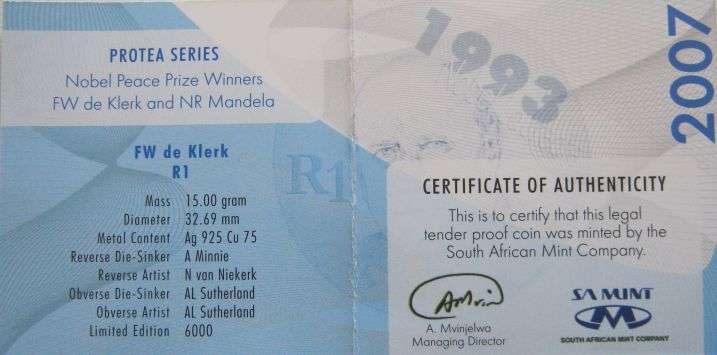 PROTEA SERIES
Nobel Peace Prize Winners
FW de Klerk and NR Mandela
FW de Klerk
R1
Mass 15.00 gram
Diameter 32.69 mm
Metal Content Ag 925 Cu 75
Reverse Die-Sinker A Minnie
Reverse Artist N van Niekerk
Obverse Die-Sinker AL Sutherland
Obverse Artist AL Sutherland
Limited Edition 6000
R1
1993
2007
CERTIFICATE OF AUTHENTICITY
This is to certify that this legal
tender proof coin was minted by the
South African Mint Company.
A. Mvinjelwa
Managing Director
SA MINT
SOUTH AFRICAN MINT COMPANY